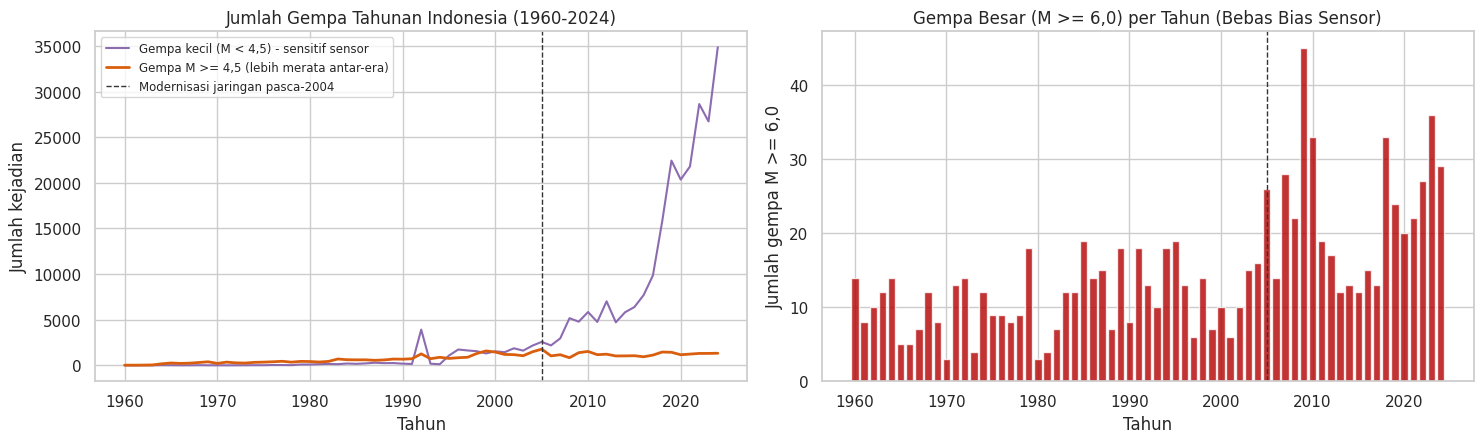 Jumlah Gempa Tahunan Indonesia (1960-2024)
Gempa kecil (M < 4,5) - sensitif sensor
Gempa M >= 4,5 (lebih merata antar-era)
Modernisasi jaringan pasca-2004
Jumlah kejadian
35000
30000
25000
20000
15000
10000
5000
0
1960 1970 1980 1990 2000 2010 2020
Tahun
Gempa Besar (M >= 6,0) per Tahun (Bebas Bias Sensor)
Jumlah gempa M >= 6,0
40
30
20
10
0
1960 1970 1980 1990 2000 2010 2020
Tahun